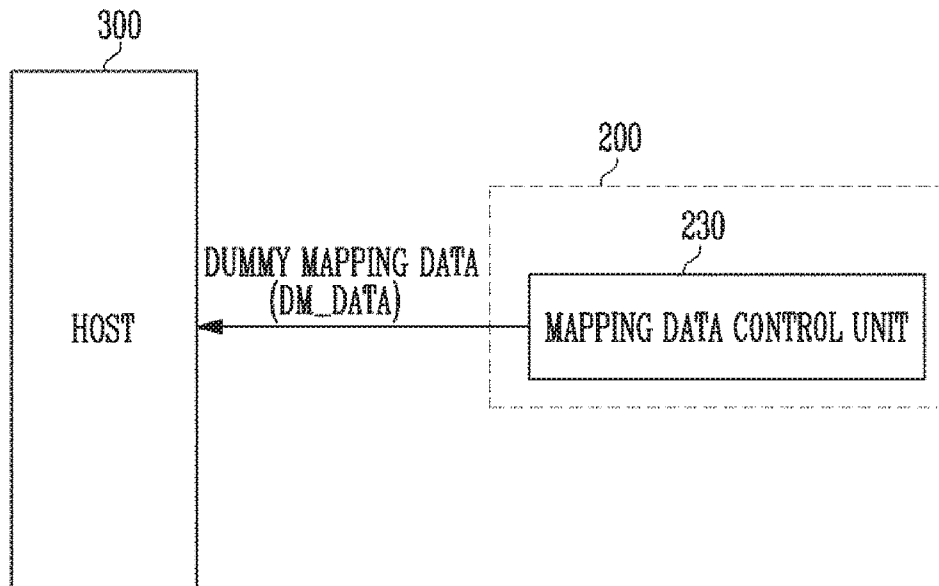 300
200
230
DUMMY MAPPING DATA
(DM_DATA)
HOST
MAPPING DATA CONTROL UNIT